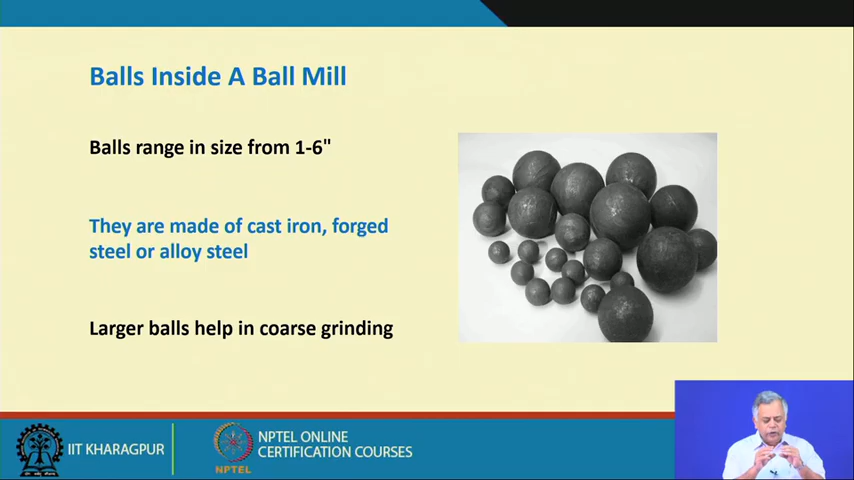 Balls Inside A Ball Mill
Balls range in size from 1-6"
They are made of cast iron, forged
steel or alloy steel
Larger balls help in coarse grinding
IIT KHARAGPUR
NPTEL
NPTEL ONLINE
CERTIFICATION COURSES